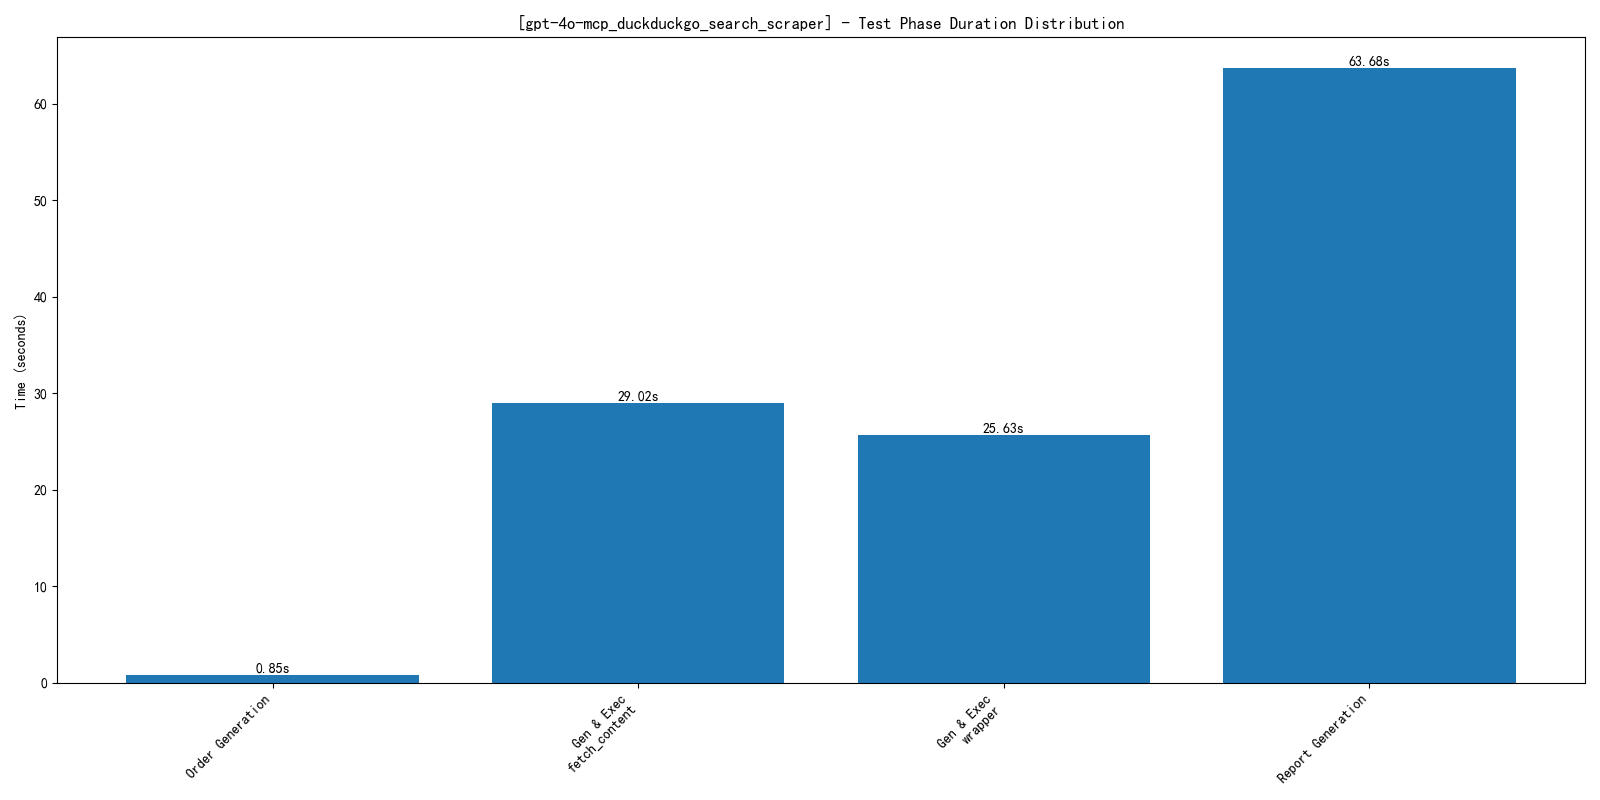 [gpt-4o-mcp_duckduckgo_search_scraper] - Test Phase Duration Distribution
Time (seconds)
60
50
40
30
20
10
0
0.85s
29.02s
25.63s
63.68s
Order Generation
Gen & Exec
fetch_content
Gen & Exec
wrapper
Report Generation